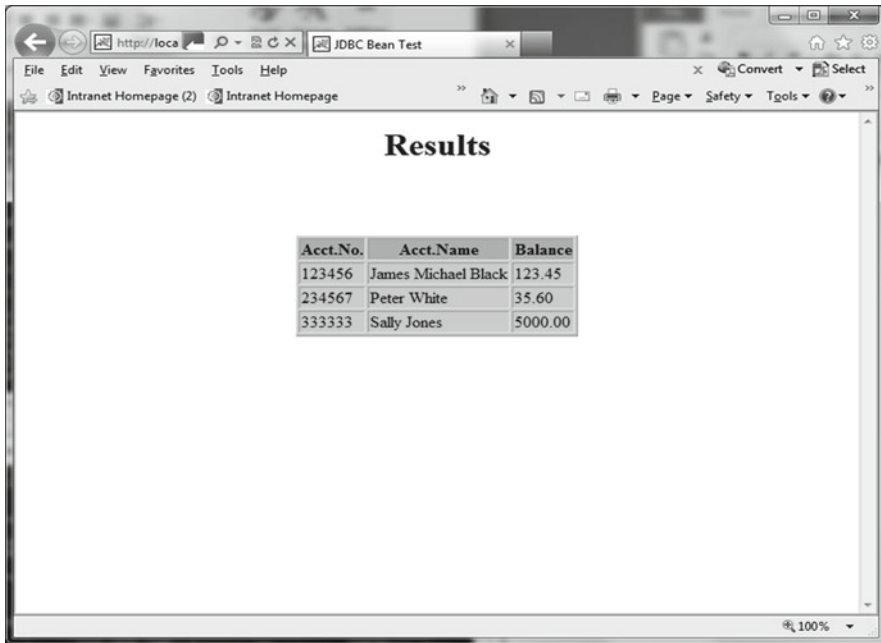 http://loca
JDBC Bean Test
File Edit View Favorites Tools Help
Convert Select
Intranet Homepage (2) Intranet Homepage
Page Safety Tools
Results
Acct.No. Acct.Name Balance
123456 James Michael Black 123.45
234567 Peter White 35.60
333333 Sally Jones 5000.00
100%